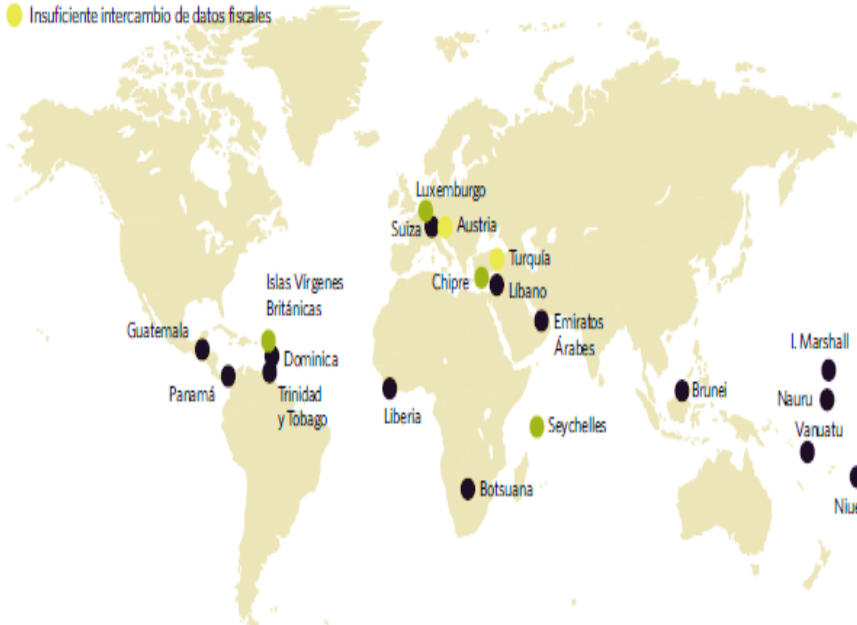 Insuficiente intercambio de datos fiscales
Luxemburgo
Suiza
Austria
Turquía
Chipre
Líbano
Islas Vírgenes
Británicas
Emiratos
Árabes
Guatemala
Dominica
I. Marshall
Panamá
Trinidad
y Tobago
Liberia
Brunei
Nauru
Seychelles
Vanuatu
Botsuana
Niue